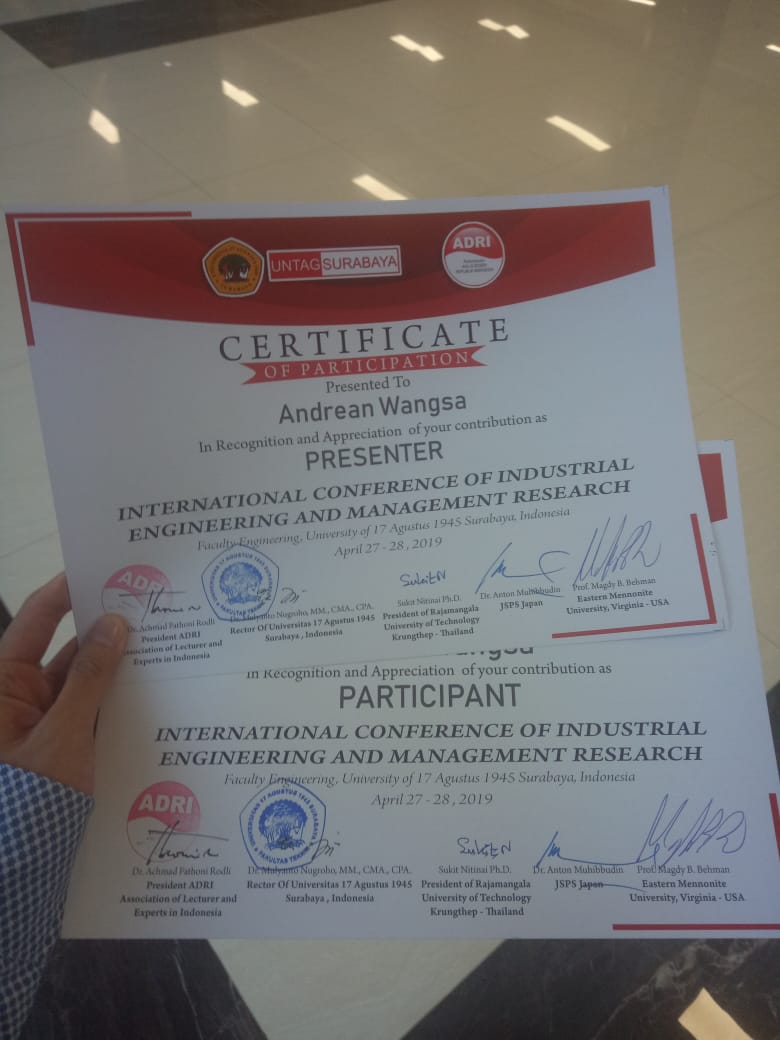 UNTAG SURABAYA
ADRI
CERTIFICATE
OF PARTICIPATION
Presented To
Andrean Wangsa
In Recognition and Appreciation of your contribution as
PRESENTER
INTERNATIONAL CONFERENCE OF INDUSTRIAL
ENGINEERING AND MANAGEMENT RESEARCH
Faculty Engineering, University of 17 Agustus 1945 Surabaya, Indonesia
April 27 - 28 , 2019
ADRI
Dr. Achmad Fathoni Rodli
President ADRI
Association of Lecturer and
Experts in Indonesia
Dr. Mulyanto Nugroho, MM., CMA., CPA.
Rector Of Universitas 17 Agustus 1945
Surabaya , Indonesia
Sukit N
Sukit Nitinai Ph.D.
President of Rajamangala
University of Technology
Krungthep - Thailand
Dr. Anton Muhibbudin
JSPS Japan
Prof. Magdy B. Behman
Eastern Mennonite
University, Virginia - USA
In Recognition and Appreciation of your contribution as
PARTICIPANT
INTERNATIONAL CONFERENCE OF INDUSTRIAL
ENGINEERING AND MANAGEMENT RESEARCH
Faculty Engineering, University of 17 Agustus 1945 Surabaya, Indonesia
April 27 - 28 , 2019
ADRI
UNIVERSITAS 17 AGUSTUS 1945 SURABAYA
FAKULTAS TEKNIK
Dr. Achmad Fathoni Rodli
President ADRI
Association of Lecturer and
Experts in Indonesia
Dr. Mulyanto Nugroho, MM., CMA., CPA.
Rector Of Universitas 17 Agustus 1945
Surabaya , Indonesia
Sukit N
Sukit Nitinai Ph.D.
President of Rajamangala
University of Technology
Krungthep - Thailand
Dr. Anton Muhibbudin
JSPS Japan
Prof. Magdy B. Behman
Eastern Mennonite
University, Virginia - USA